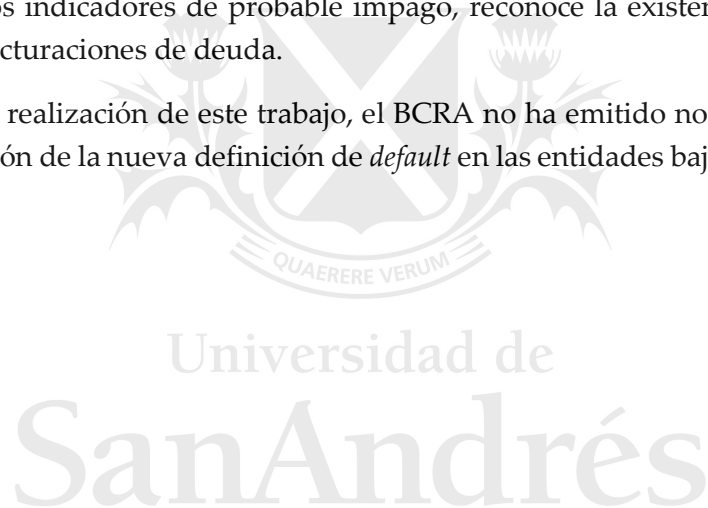 os indicadores de probable impago, reconoce la existen
cturaciones de deuda.
realización de este trabajo, el BCRA no ha emitido no
ón de la nueva definición de default en las entidades baj
QUAERERE VERUM
Universidad de
SanAndrés